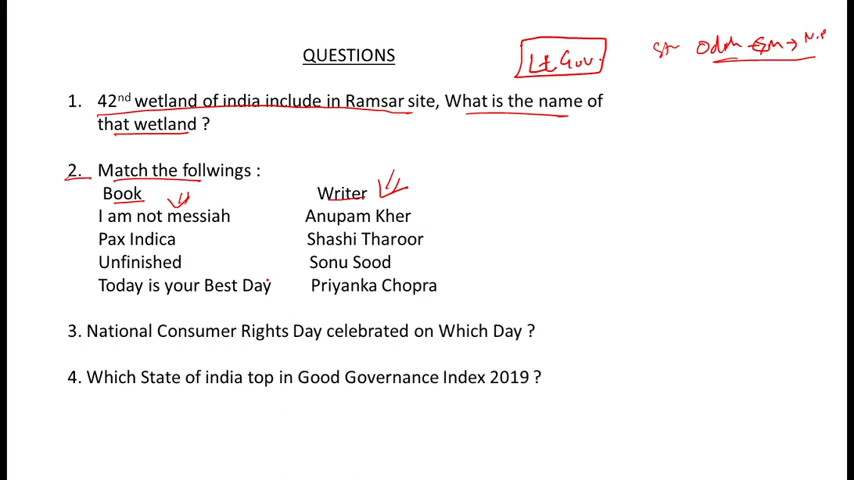 QUESTIONS
Lt Gov.
1. 42nd wetland of india include in Ramsar site, What is the name of
that wetland ?
2. Match the follwings :
Book Writer
I am not messiah Anupam Kher
Pax Indica Shashi Tharoor
Unfinished Sonu Sood
Today is your Best Day Priyanka Chopra
3. National Consumer Rights Day celebrated on Which Day ?
4. Which State of india top in Good Governance Index 2019 ?